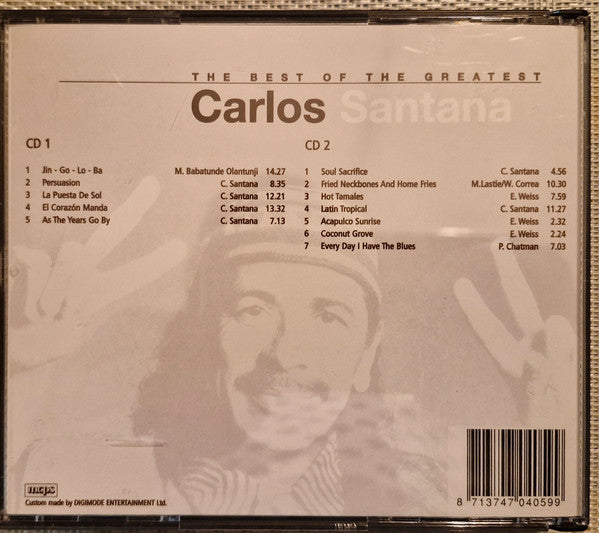 THE BEST OF THE GREATEST
Carlos Santana
CD 1
1 Jin - Go - Lo - Ba M. Babatunde Olantunji 14.27
2 Persuasion C. Santana 8.35
3 La Puesta De Sol C. Santana 12.21
4 El Corazón Manda C. Santana 13.32
5 As The Years Go By C. Santana 7.13
CD 2
1 Soul Sacrifice C. Santana 4.56
2 Fried Neckbones And Home Fries M.Lastie/W. Correa 10.30
3 Hot Tamales E. Weiss 7.59
4 Latin Tropical C. Santana 11.27
5 Acapulco Sunrise E. Weiss 2.32
6 Coconut Grove E. Weiss 2.24
7 Every Day I Have The Blues P. Chatman 7.03
mcps
Custom made by DIGIMODE ENTERTAINMENT Ltd.
8 713747 040599